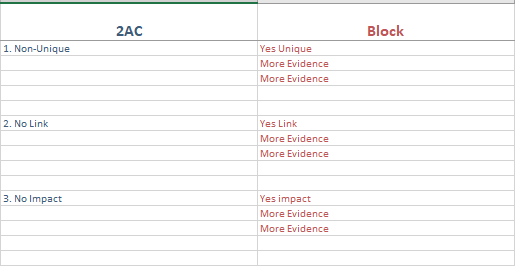 2AC Block
1. Non-Unique Yes Unique
More Evidence
More Evidence
2. No Link Yes Link
More Evidence
More Evidence
3. No Impact Yes impact
More Evidence
More Evidence